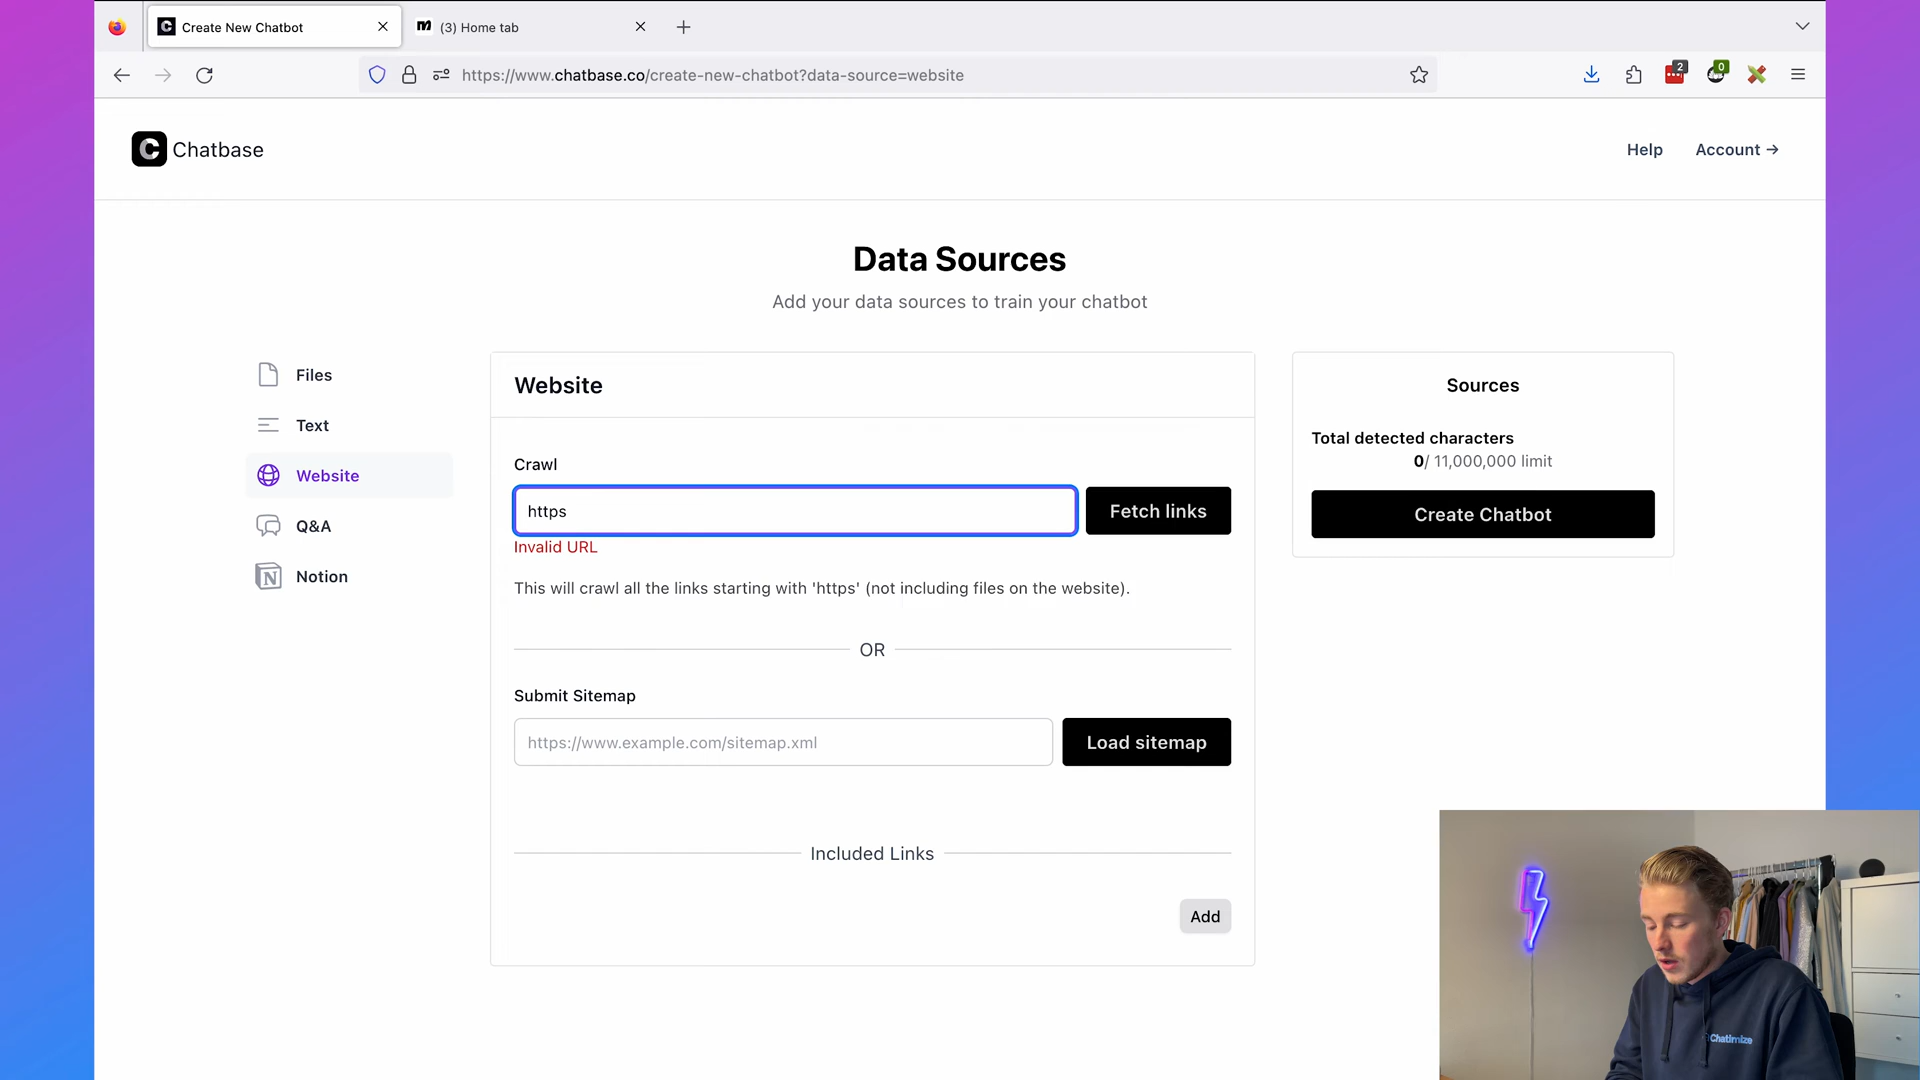 Create New Chatbot
(3) Home tab
https://www.chatbase.co/create-new-chatbot?data-source=website
2
0
Chatbase
Help
Account →
Data Sources
Add your data sources to train your chatbot
Files
Text
Website
Q&A
Notion
Website
Crawl
https
Fetch links
Invalid URL
This will crawl all the links starting with 'https' (not including files on the website).
OR
Submit Sitemap
https://www.example.com/sitemap.xml
Load sitemap
Included Links
Add
Sources
Total detected characters
0/ 11,000,000 limit
Create Chatbot
Chatimize